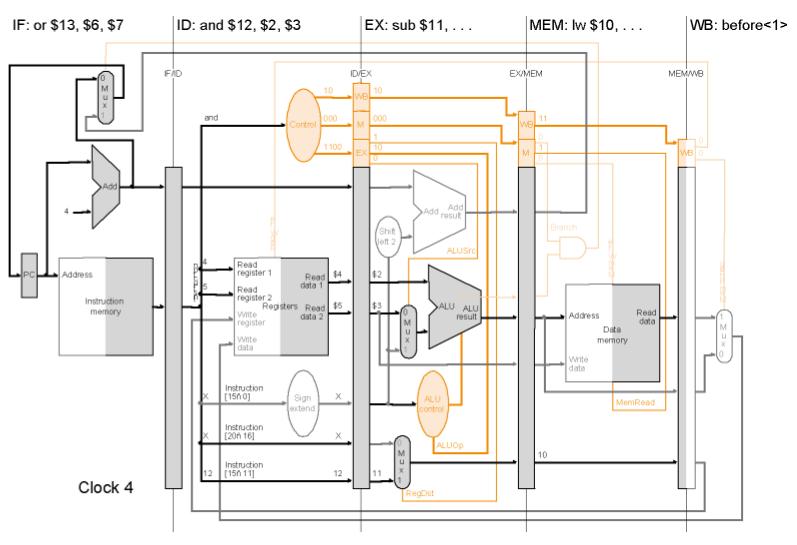 IF: or $13, $6, $7
ID: and $12, $2, $3
EX: sub $11, . . .
MEM: lw $10, . . .
WB: before<1>
IF/ID
ID/EX
EX/MEM
MEM/WB
0
M
u
x
1
and
Control
10
000
1100
WB
M
EX
10
000
1
10
0
WB
M
11
0
1
0
WB
0
0
Add
4
Add
Add
result
Shift
left 2
Branch
ALUSrc
PC
Address
Instruction
memory
4
5
Read
register 1
Read
register 2
Registers
Write
register
Write
data
Read
data 1
Read
data 2
$4
$5
$2
$3
0
M
u
x
1
ALU
ALU
result
Address
Read
data
Data
memory
Write
data
1
M
u
x
0
MemRead
X
Instruction
[15ñ 0]
Sign
extend
X
ALU
control
ALUOp
X
Instruction
[20ñ 16]
X
12
Instruction
[15ñ 11]
12
11
0
M
u
x
1
10
RegDst
Clock 4